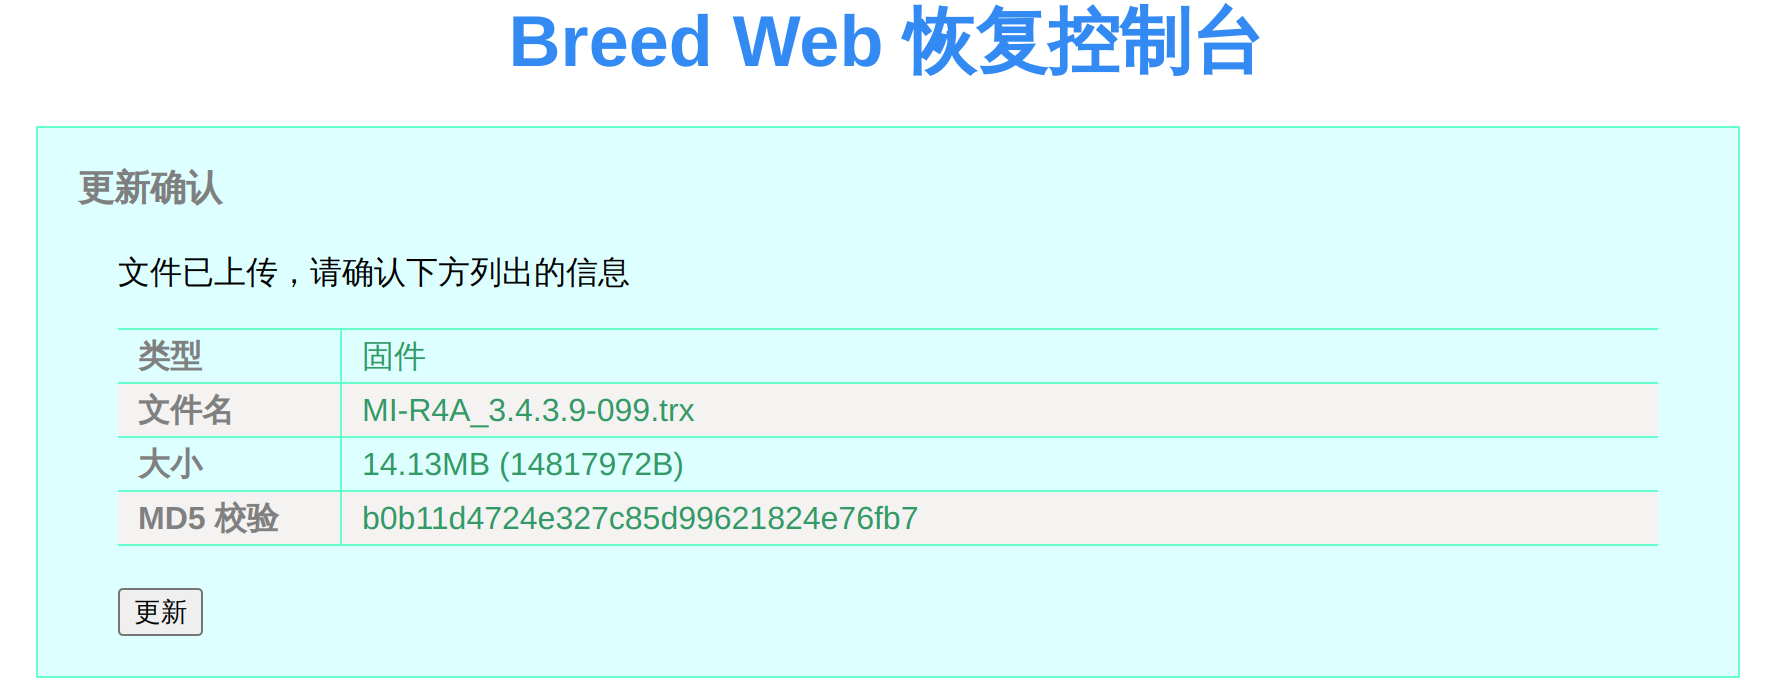 Breed Web 恢复控制台
更新确认
文件已上传，请确认下方列出的信息
类型 固件
文件名 MI-R4A_3.4.3.9-099.trx
大小 14.13MB (14817972B)
MD5 校验 b0b11d4724e327c85d99621824e76fb7
更新